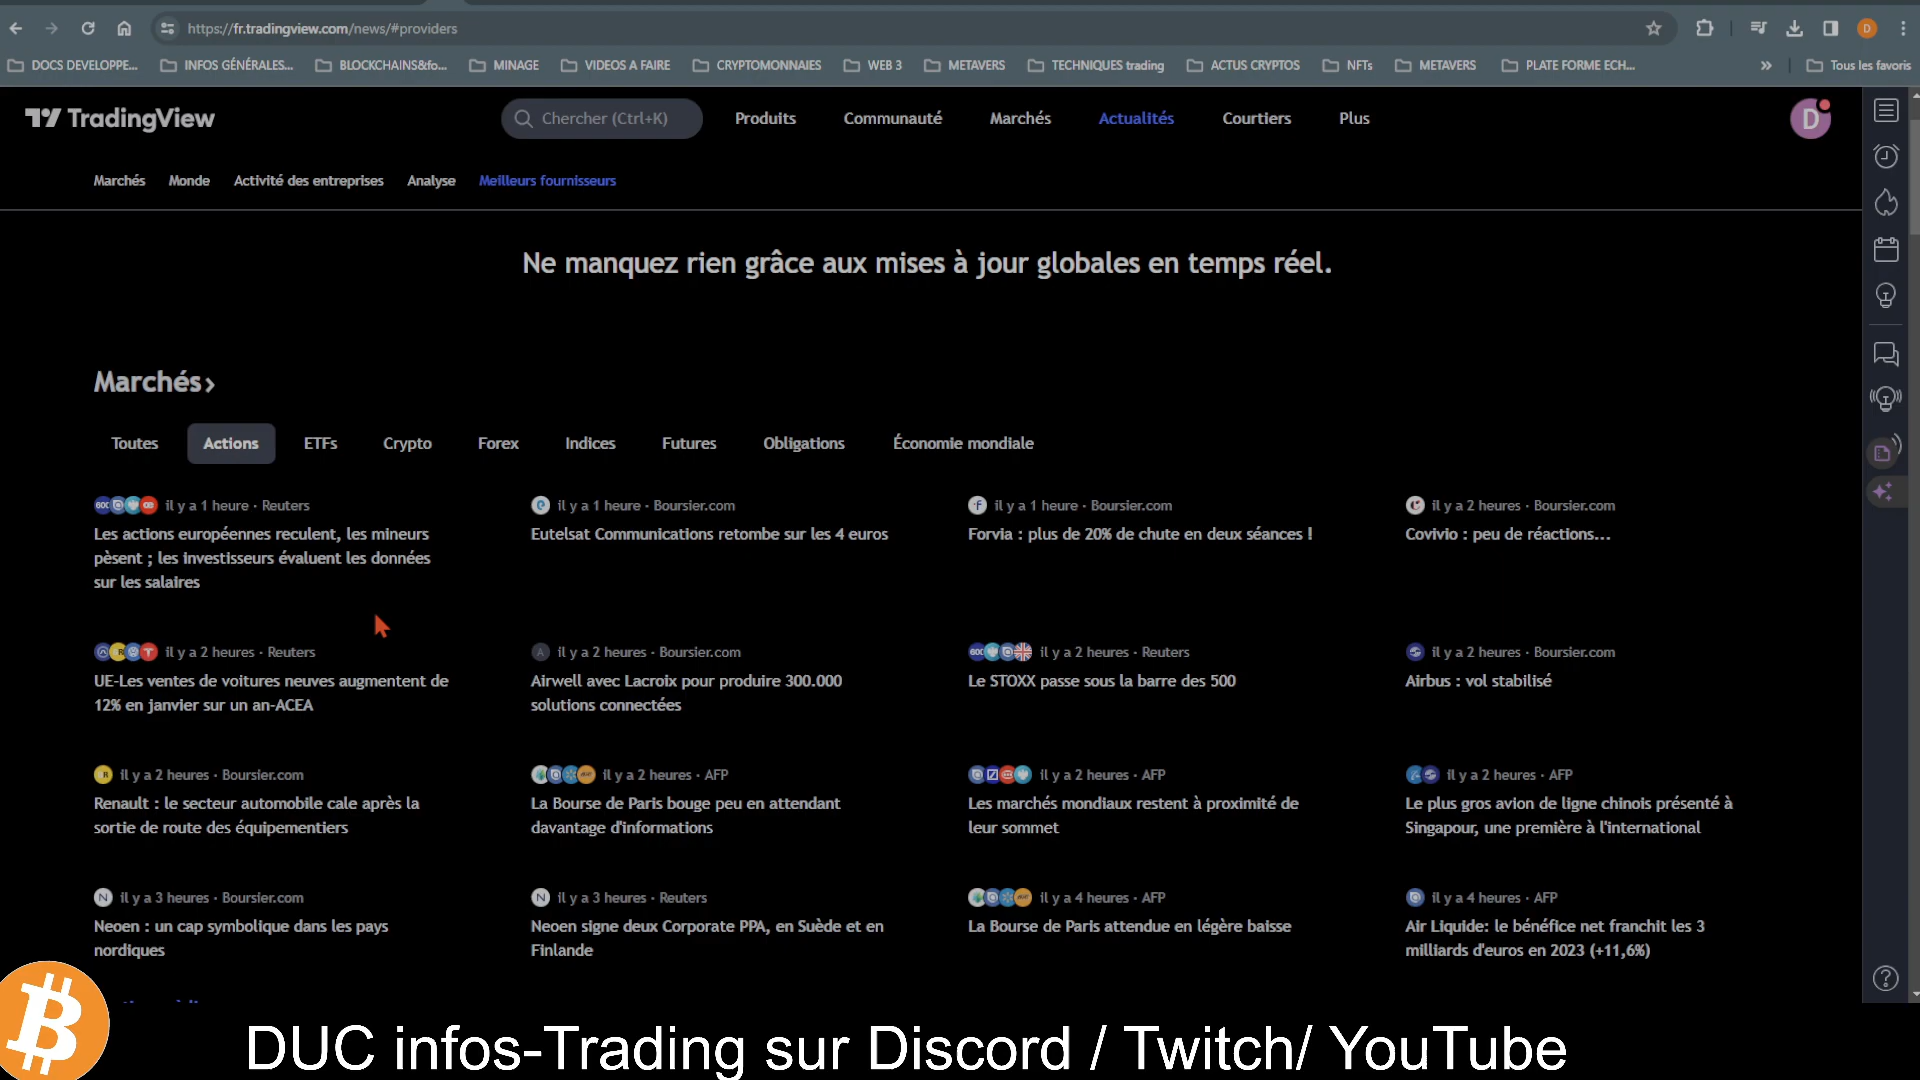 https://fr.tradingview.com/news/#providers
D
DOCS DEVELOPPE... INFOS GÉNÉRALES... BLOCKCHAINS&fo... MINAGE VIDEOS A FAIRE CRYPTOMONNAIES WEB 3 METAVERS TECHNIQUES trading ACTUS CRYPTOS NFTs METAVERS PLATE FORME ECH... » Tous les favoris
TradingView Chercher (Ctrl+K) Produits Communauté Marchés Actualités Courtiers Plus D
Marchés Monde Activité des entreprises Analyse Meilleurs fournisseurs
Ne manquez rien grâce aux mises à jour globales en temps réel.
Marchés›
Toutes Actions ETFs Crypto Forex Indices Futures Obligations Économie mondiale
il y a 1 heure · Reuters
Les actions européennes reculent, les mineurs
pèsent ; les investisseurs évaluent les données
sur les salaires
il y a 1 heure · Boursier.com
Eutelsat Communications retombe sur les 4 euros
il y a 1 heure · Boursier.com
Forvia : plus de 20% de chute en deux séances !
il y a 2 heures · Boursier.com
Covivio : peu de réactions...
il y a 2 heures · Reuters
UE-Les ventes de voitures neuves augmentent de
12% en janvier sur un an-ACEA
il y a 2 heures · Boursier.com
Airwell avec Lacroix pour produire 300.000
solutions connectées
il y a 2 heures · Reuters
Le STOXX passe sous la barre des 500
il y a 2 heures · Boursier.com
Airbus : vol stabilisé
il y a 2 heures · Boursier.com
Renault : le secteur automobile cale après la
sortie de route des équipementiers
il y a 2 heures · AFP
La Bourse de Paris bouge peu en attendant
davantage d'informations
il y a 2 heures · AFP
Les marchés mondiaux restent à proximité de
leur sommet
il y a 2 heures · AFP
Le plus gros avion de ligne chinois présenté à
Singapour, une première à l'international
il y a 3 heures · Boursier.com
Neoen : un cap symbolique dans les pays
nordiques
il y a 3 heures · Reuters
Neoen signe deux Corporate PPA, en Suède et en
Finlande
il y a 4 heures · AFP
La Bourse de Paris attendue en légère baisse
il y a 4 heures · AFP
Air Liquide: le bénéfice net franchit les 3
milliards d'euros en 2023 (+11,6%)
DUC infos-Trading sur Discord / Twitch/ YouTube